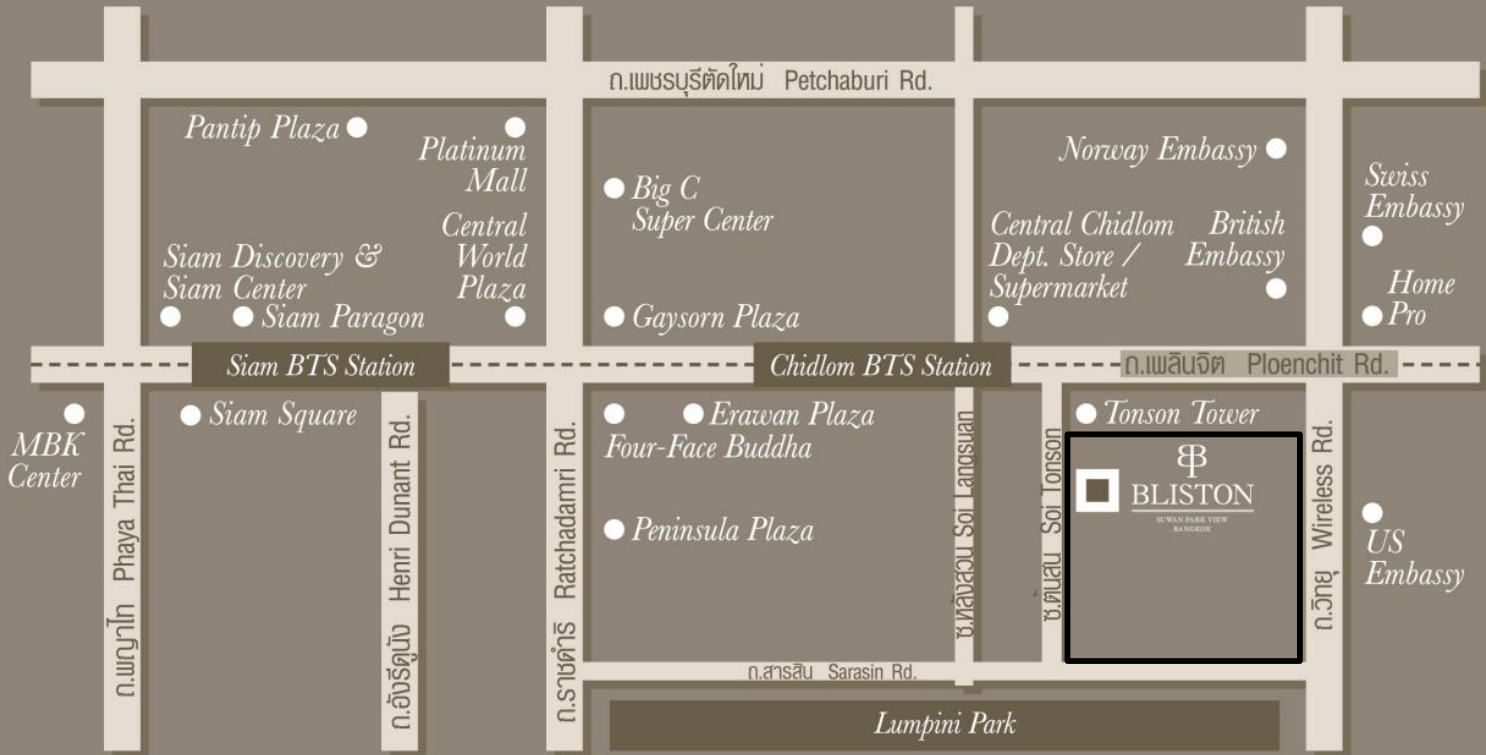 ถ.เพชรบุรีตัดใหม่ Petchaburi Rd.
Pantip Plaza
Platinum
Mall
Big C
Super Center
Norway Embassy
Swiss
Embassy
Siam Discovery &
Siam Center
Central
World
Plaza
Central Chidlom
Dept. Store /
Supermarket
British
Embassy
Home
Pro
Siam Paragon
Gaysorn Plaza
Siam BTS Station
Chidlom BTS Station
ถ.เพลินจิต Ploenchit Rd.
MBK
Center
Siam Square
Erawan Plaza
Four-Face Buddha
Tonson Tower
BLISTON
SUWAN PARK VIEW
BANGKOK
Peninsula Plaza
US
Embassy
ถ.พญาไท Phaya Thai Rd.
ถ.อังรีดูนัง Henri Dunant Rd.
ถ.ราชดำริ Ratchadamri Rd.
ซ.หลังสวน Soi Langsuan
ซ.ต้นสน Soi Tonson
ถ.วิทยุ Wireless Rd.
ถ.สารสิน Sarasin Rd.
Lumpini Park